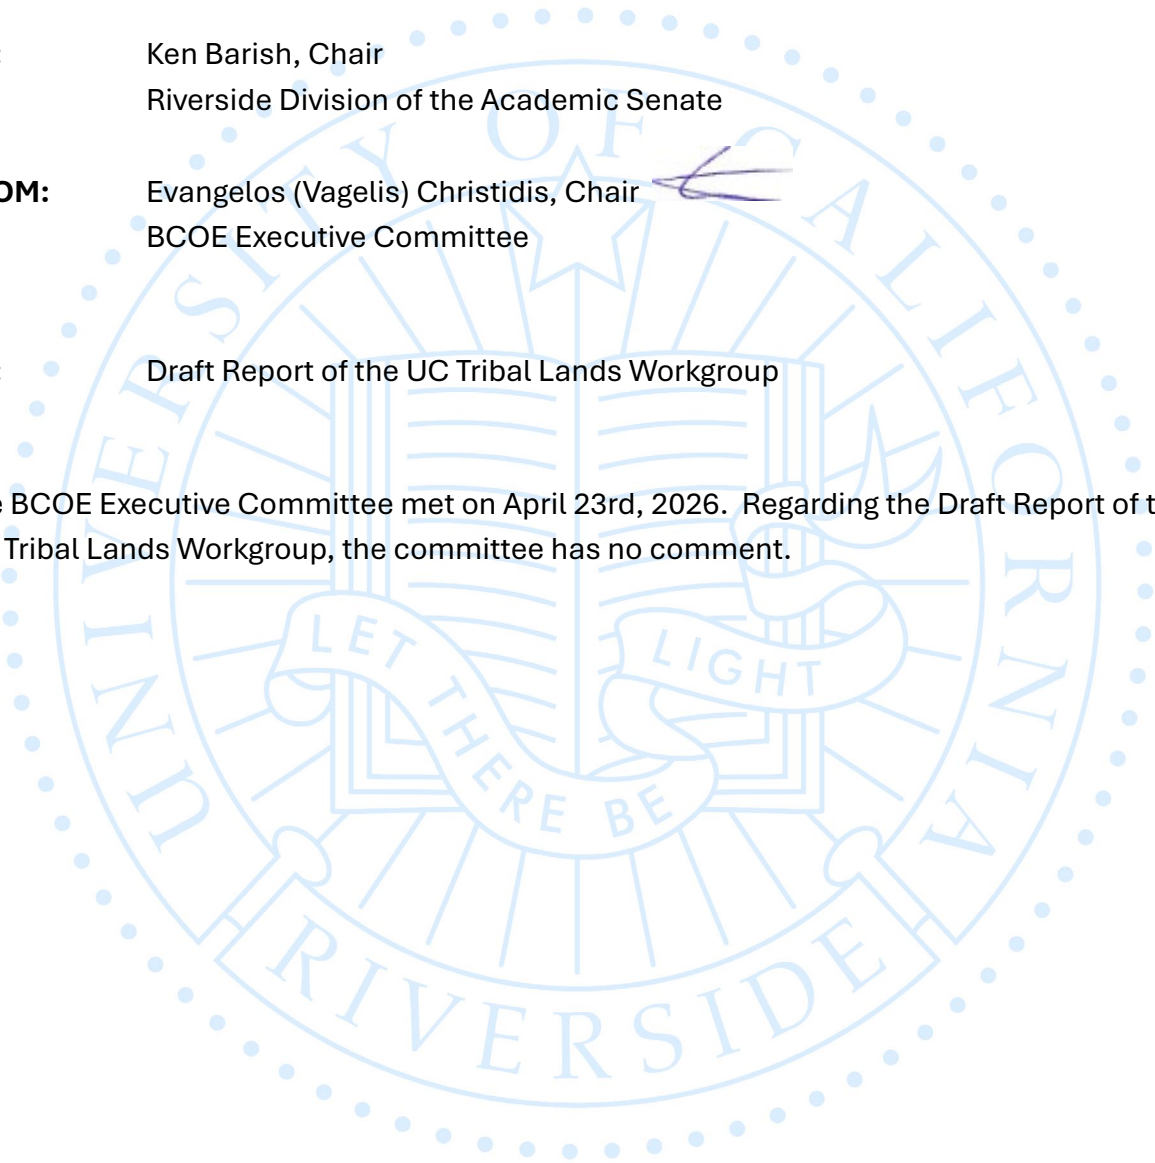 :
Ken Barish, Chair
Riverside Division of the Academic Senate
OM:
Evangelos (Vagelis) Christidis, Chair
BCOE Executive Committee
:
Draft Report of the UC Tribal Lands Workgroup
e BCOE Executive Committee met on April 23rd, 2026.  Regarding the Draft Report of t
Tribal Lands Workgroup, the committee has no comment.
UNIVERSITY OF CALIFORNIA
LET THERE BE LIGHT
RIVERSIDE